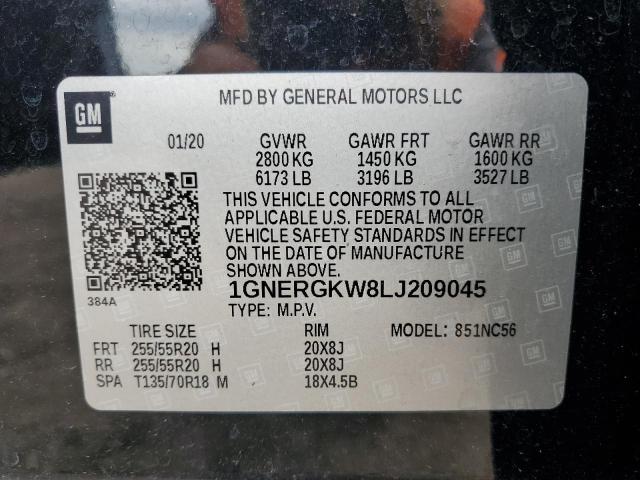 GM
MFD BY GENERAL MOTORS LLC
01/20 GVWR GAWR FRT GAWR RR
2800 KG 1450 KG 1600 KG
6173 LB 3196 LB 3527 LB
THIS VEHICLE CONFORMS TO ALL
APPLICABLE U.S. FEDERAL MOTOR
VEHICLE SAFETY STANDARDS IN EFFECT
ON THE DATE OF MANUFACTURE
SHOWN ABOVE.
384A
1GNERGKW8LJ209045
TYPE: M.P.V.
TIRE SIZE RIM MODEL: 851NC56
FRT 255/55R20 H 20X8J
RR 255/55R20 H 20X8J
SPA T135/70R18 M 18X4.5B